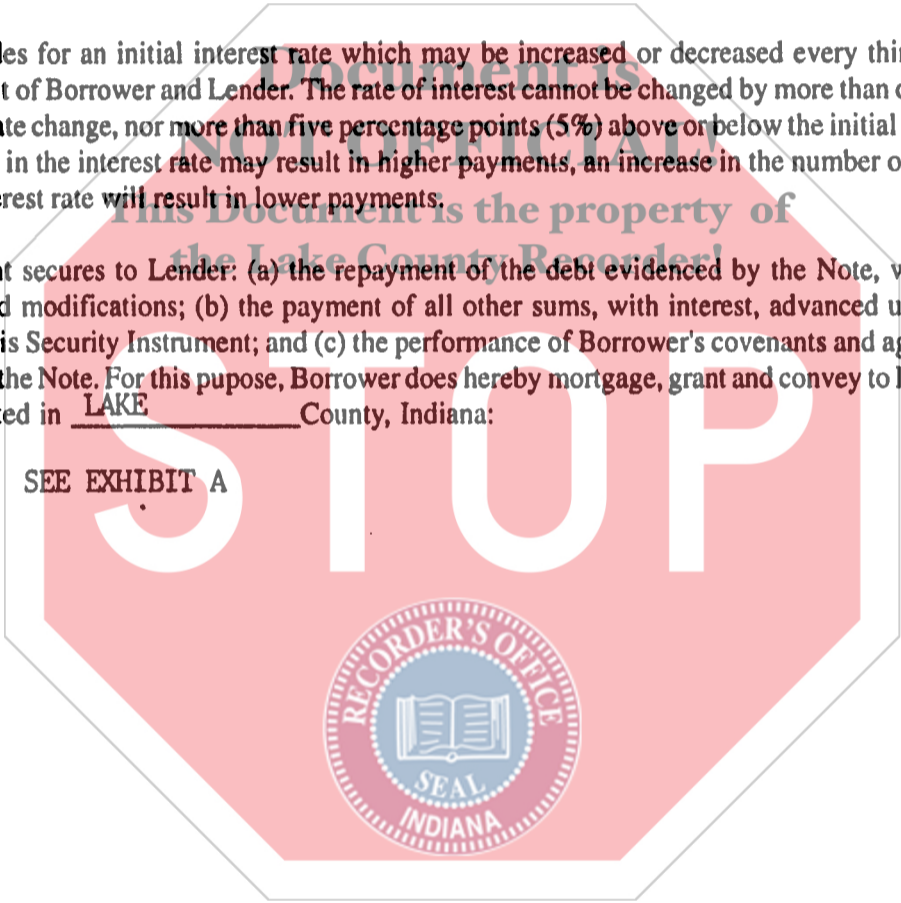 les for an initial interest rate which may be increased or decreased every thi
t of Borrower and Lender. The rate of interest cannot be changed by more than
te change, nor more than five percentage points (5%) above or below the initial
in the interest rate may result in higher payments, an increase in the number o
rest rate will result in lower payments.
Document is
NOT OFFICIAL!
This Document is the property of
the Lake County Recorder!
t secures to Lender: (a) the repayment of the debt evidenced by the Note,
d modifications; (b) the payment of all other sums, with interest, advanced u
is Security Instrument; and (c) the performance of Borrower's covenants and ag
the Note. For this pupose, Borrower does hereby mortgage, grant and convey to
ted in LAKE County, Indiana:
SEE EXHIBIT A
STOP
RECORDER'S OFFICE
SEAL
INDIANA